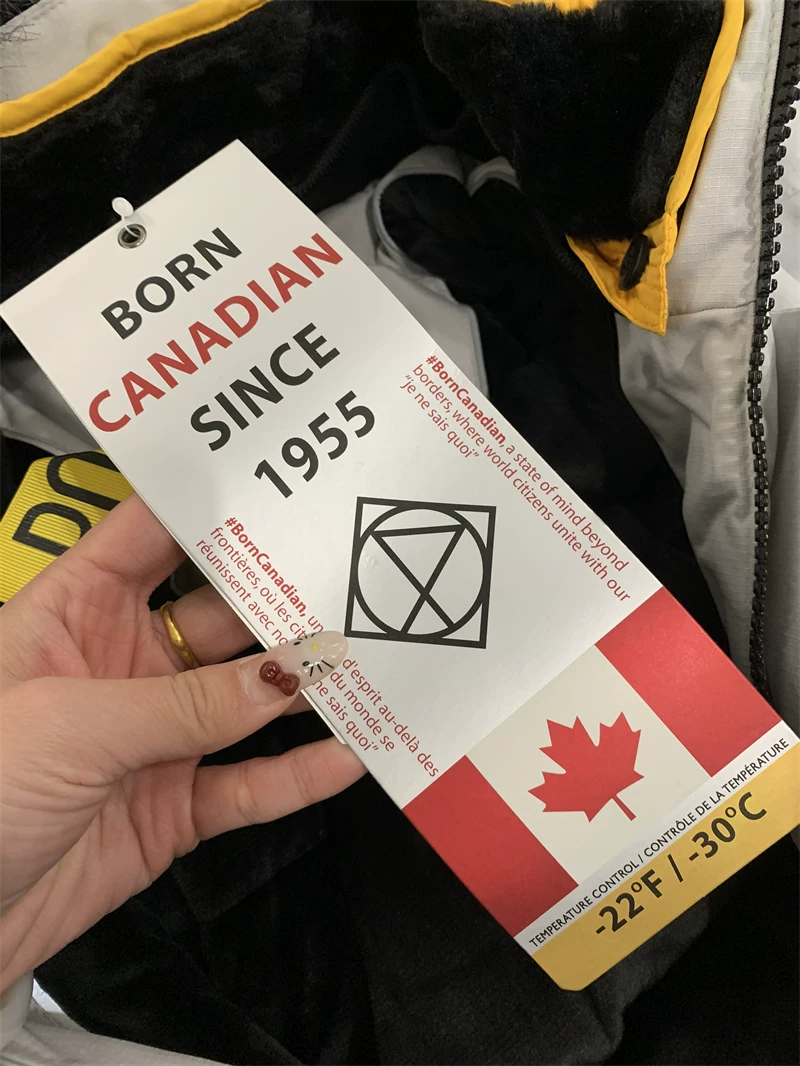 BORN
CANADIAN
SINCE
1955
#BornCanadian, a state of mind beyond
borders, where world citizens unite with our
"je ne sais quoi"
#BornCanadian, un d'esprit au-delà des
frontières, où les du monde se
réunissent avec sais quoi"
TEMPERATURE CONTROL / CONTRÔLE DE LA TEMPÉRATURE
-22°F / -30°C